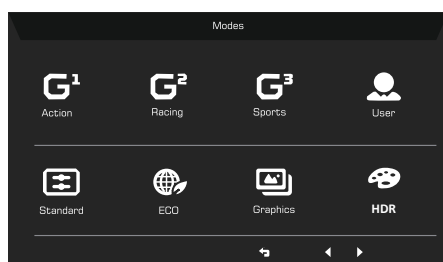 Modes
G¹ G² G³
Action Racing Sports User
Standard ECO Graphics HDR